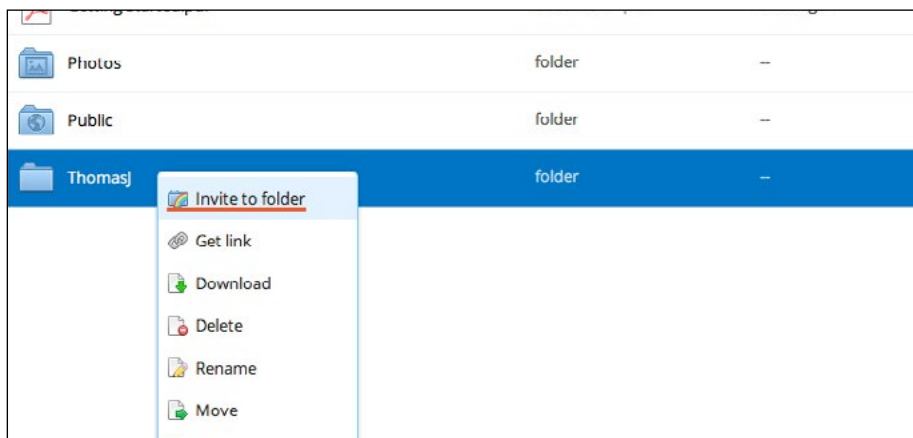 Photos folder --
Public folder --
ThomasJ folder --
Invite to folder
Get link
Download
Delete
Rename
Move